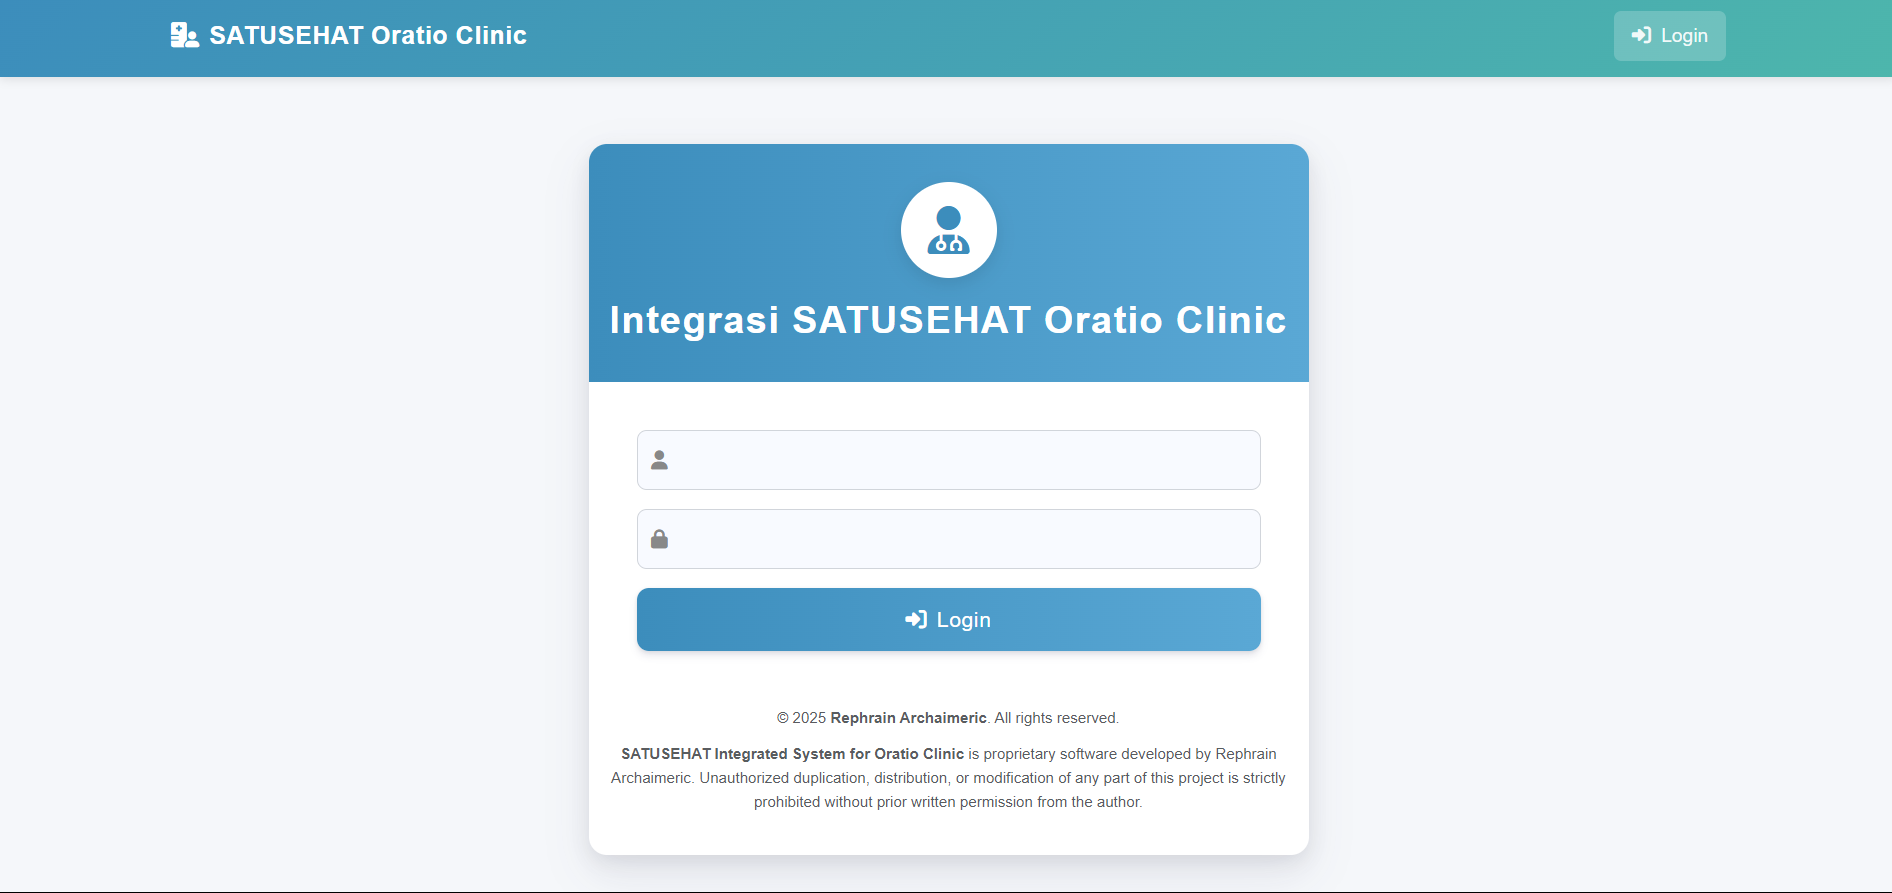 SATUSEHAT Oratio Clinic
Login
Integrasi SATUSEHAT Oratio Clinic
Login
© 2025 Rephrain Archaimeric. All rights reserved.
SATUSEHAT Integrated System for Oratio Clinic is proprietary software developed by Rephrain
Archaimeric. Unauthorized duplication, distribution, or modification of any part of this project is strictly
prohibited without prior written permission from the author.